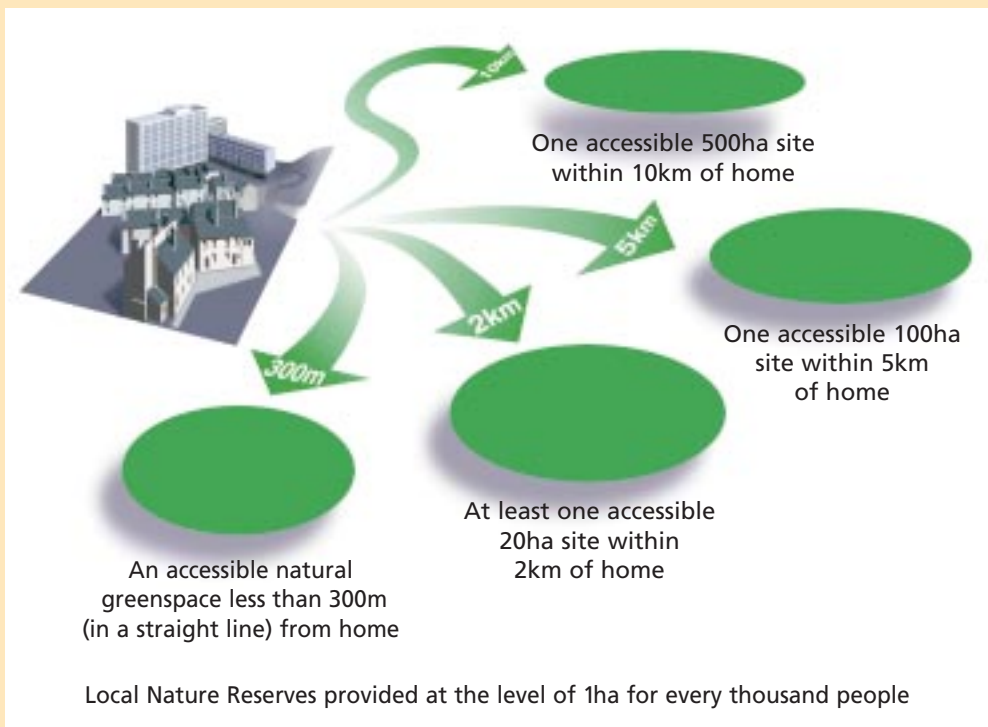 10km
One accessible 500ha site
within 10km of home
5km
One accessible 100ha
site within 5km
of home
2km
At least one accessible
20ha site within
2km of home
300m
An accessible natural
greenspace less than 300m
(in a straight line) from home
Local Nature Reserves provided at the level of 1ha for every thousand people